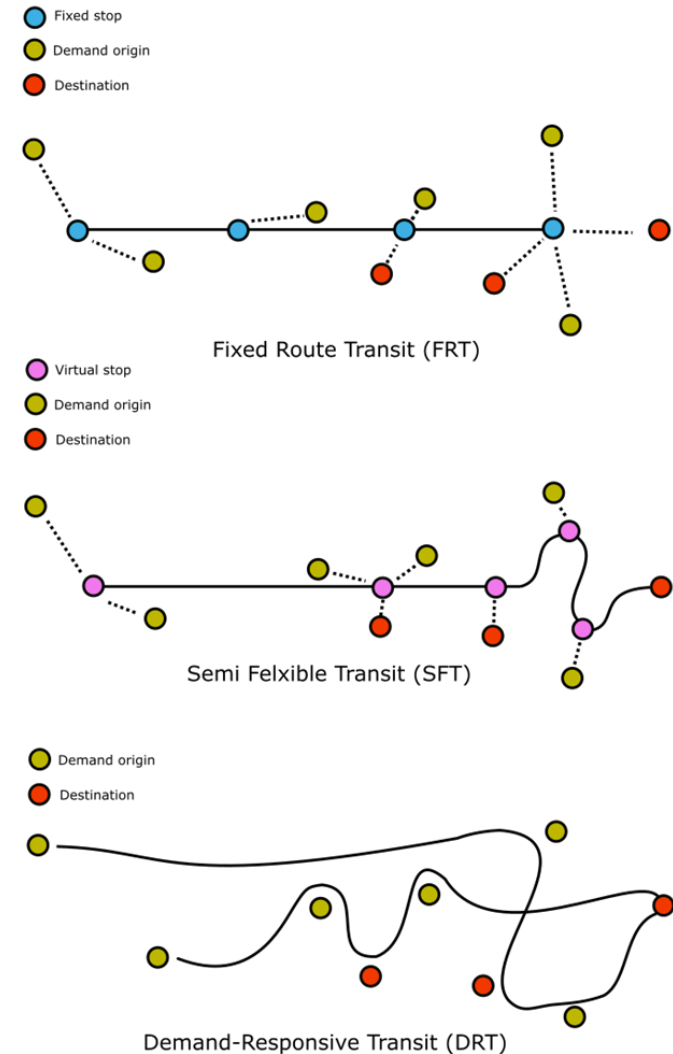 Fixed stop
Demand origin
Destination
Fixed Route Transit (FRT)
Virtual stop
Demand origin
Destination
Semi Felxible Transit (SFT)
Demand origin
Destination
Demand-Responsive Transit (DRT)